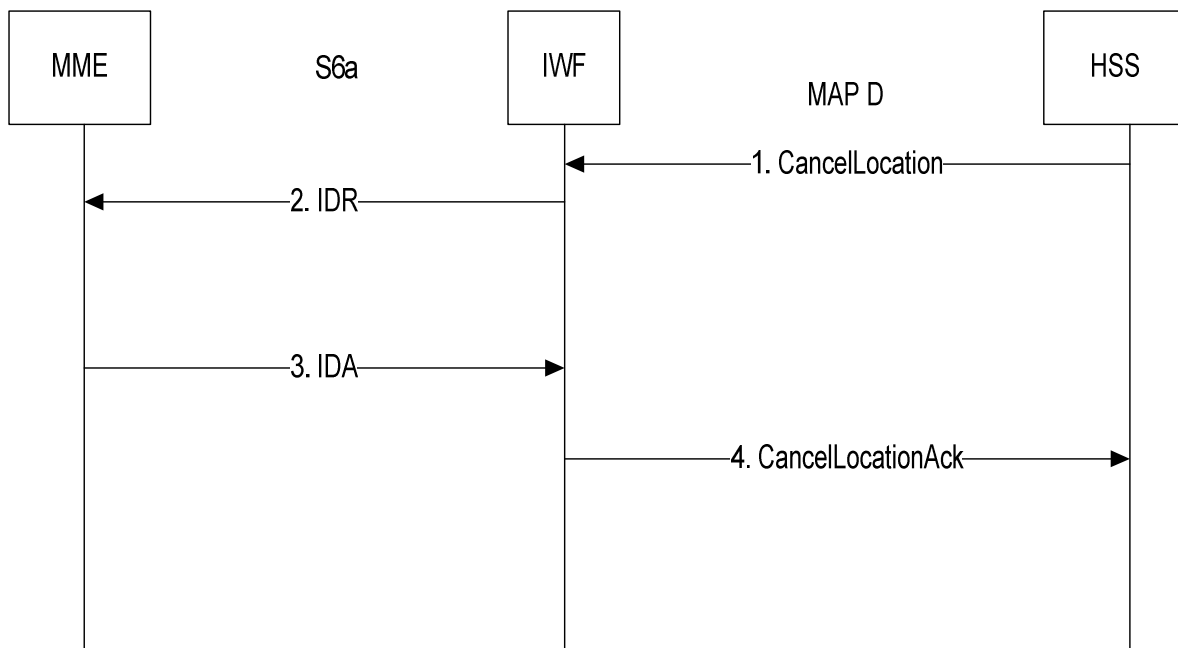 MME
S6a
IWF
MAP D
HSS
1. CancelLocation
2. IDR
3. IDA
4. CancelLocationAck